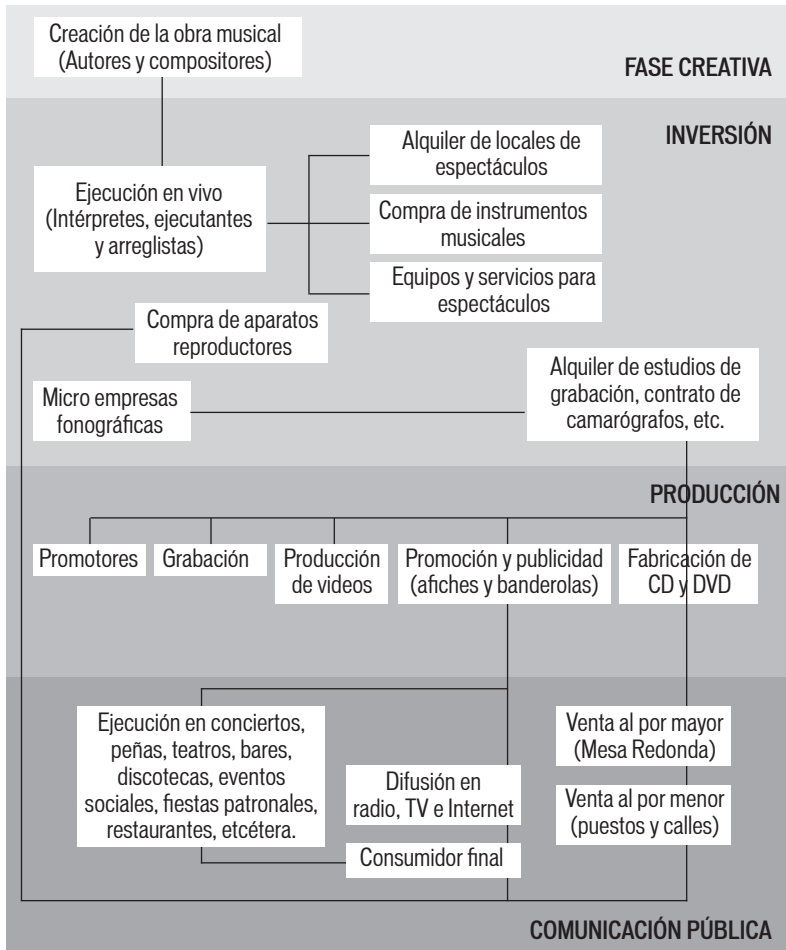 Creación de la obra musical
(Autores y compositores)
FASE CREATIVA
INVERSIÓN
Alquiler de locales de
espectáculos
Ejecución en vivo
(Intérpretes, ejecutantes
y arreglistas)
Compra de instrumentos
musicales
Equipos y servicios para
espectáculos
Compra de aparatos
reproductores
Alquiler de estudios de
grabación, contrato de
camarógrafos, etc.
Micro empresas
fonográficas
PRODUCCIÓN
Promotores
Grabación
Producción
de videos
Promoción y publicidad
(afiches y banderolas)
Fabricación de
CD y DVD
Ejecución en conciertos,
peñas, teatros, bares,
discotecas, eventos
sociales, fiestas patronales,
restaurantes, etcétera.
Difusión en
radio, TV e Internet
Consumidor final
Venta al por mayor
(Mesa Redonda)
Venta al por menor
(puestos y calles)
COMUNICACIÓN PÚBLICA